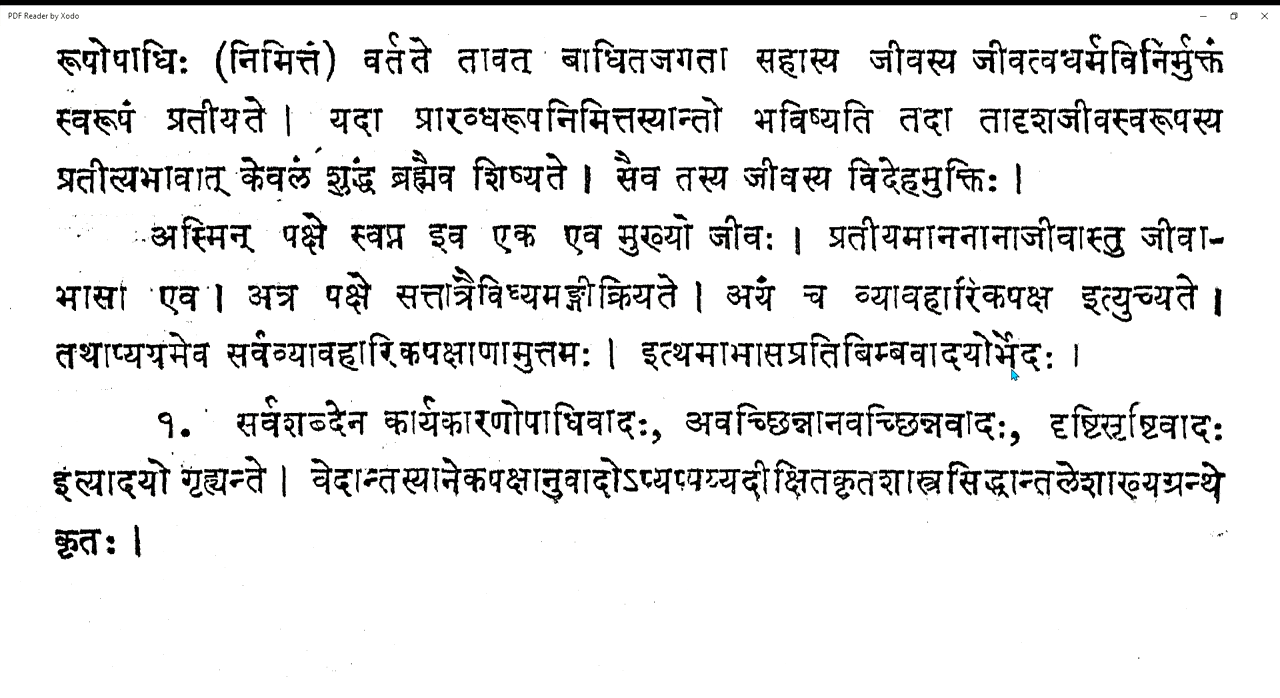 PDF Reader by Xodo
रूपोपाधिः (निमित्तं) वर्तते तावत् बाधितजगता सहास्य जीवस्य जीवत्वधर्मविनिर्मुक्तं
स्वरूपं प्रतीयते । यदा प्रारब्धरूपनिमित्तस्यान्तो भविष्यति तदा तादृशजीवस्वरूपस्य
प्रतीत्यभावात् केवलं शुद्धं ब्रह्मैव शिष्यते । सैव तस्य जीवस्य विदेहमुक्तिः ।
अस्मिन् पक्षे स्वप्न इव एक एव मुख्यो जीवः । प्रतीयमाननानाजीवास्तु जीवा-
भासा एव । अत्र पक्षे सत्तात्रैविध्यमङ्गीक्रियते । अयं च व्यावहारिकपक्ष इत्युच्यते ।
तथाप्ययमेव सर्वव्यावहारिकपक्षाणामुत्तमः । इत्थमाभासप्रतिबिम्बवादयोर्भेदः ।
१. सर्वशब्देन कार्यकारणोपाधिवादः, अवच्छिन्नानवच्छिन्नवादः, दृष्टिसृष्टिवादः
इत्यादयो गृह्यन्ते । वेदान्तस्यानेकपक्षानुवादोऽप्यप्पय्यदीक्षितकृतशास्त्रसिद्धान्तलेशाख्यग्रन्थे
कृतः ।